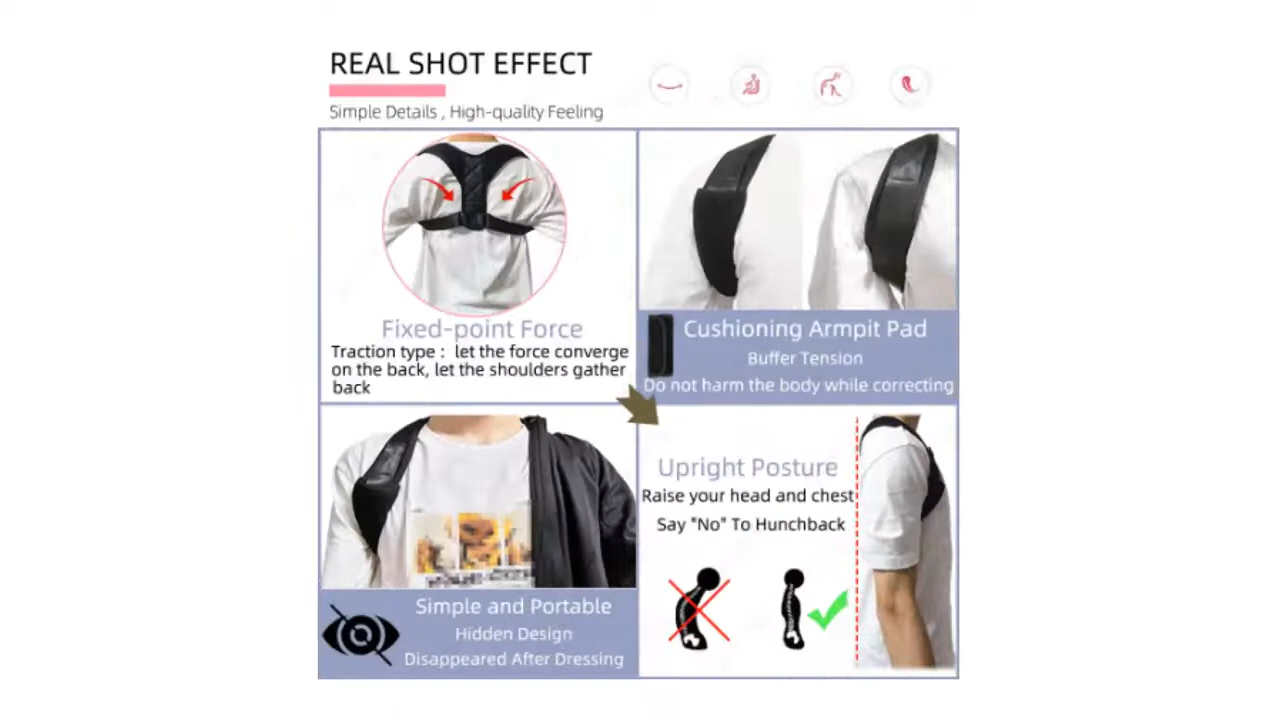 REAL SHOT EFFECT
Simple Details , High-quality Feeling
Fixed-point Force
Traction type : let the force converge
on the back, let the shoulders gather
back
Cushioning Armpit Pad
Buffer Tension
Do not harm the body while correcting
Simple and Portable
Hidden Design
Disappeared After Dressing
Upright Posture
Raise your head and chest
Say "No" To Hunchback